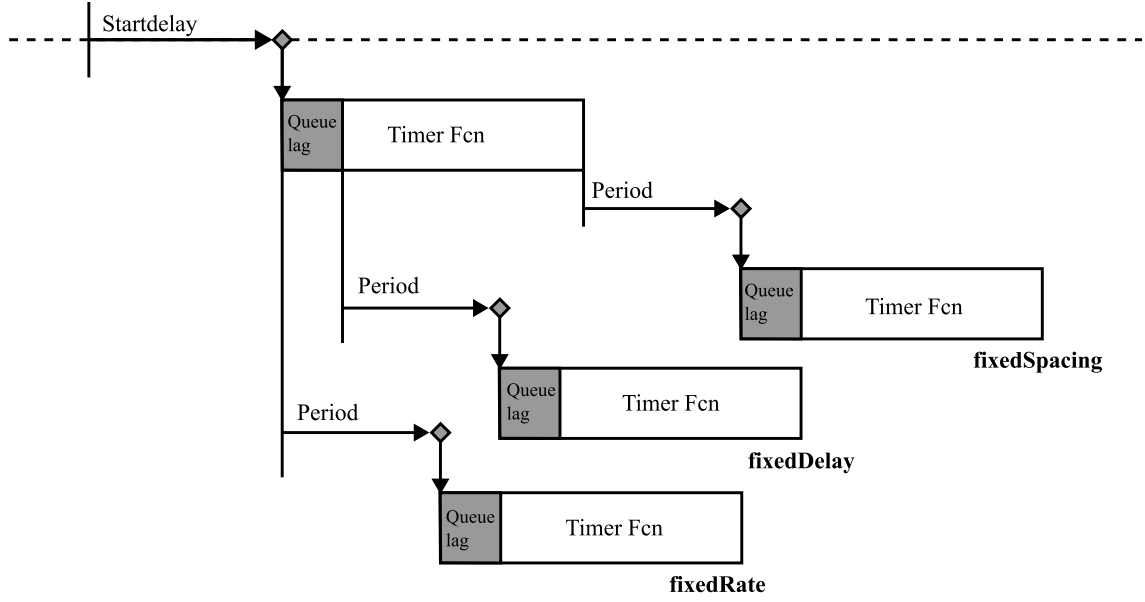 Startdelay
Queue
lag
Timer Fcn
Period
Queue
lag
Timer Fcn
fixedSpacing
Period
Queue
lag
Timer Fcn
fixedDelay
Period
Queue
lag
Timer Fcn
fixedRate